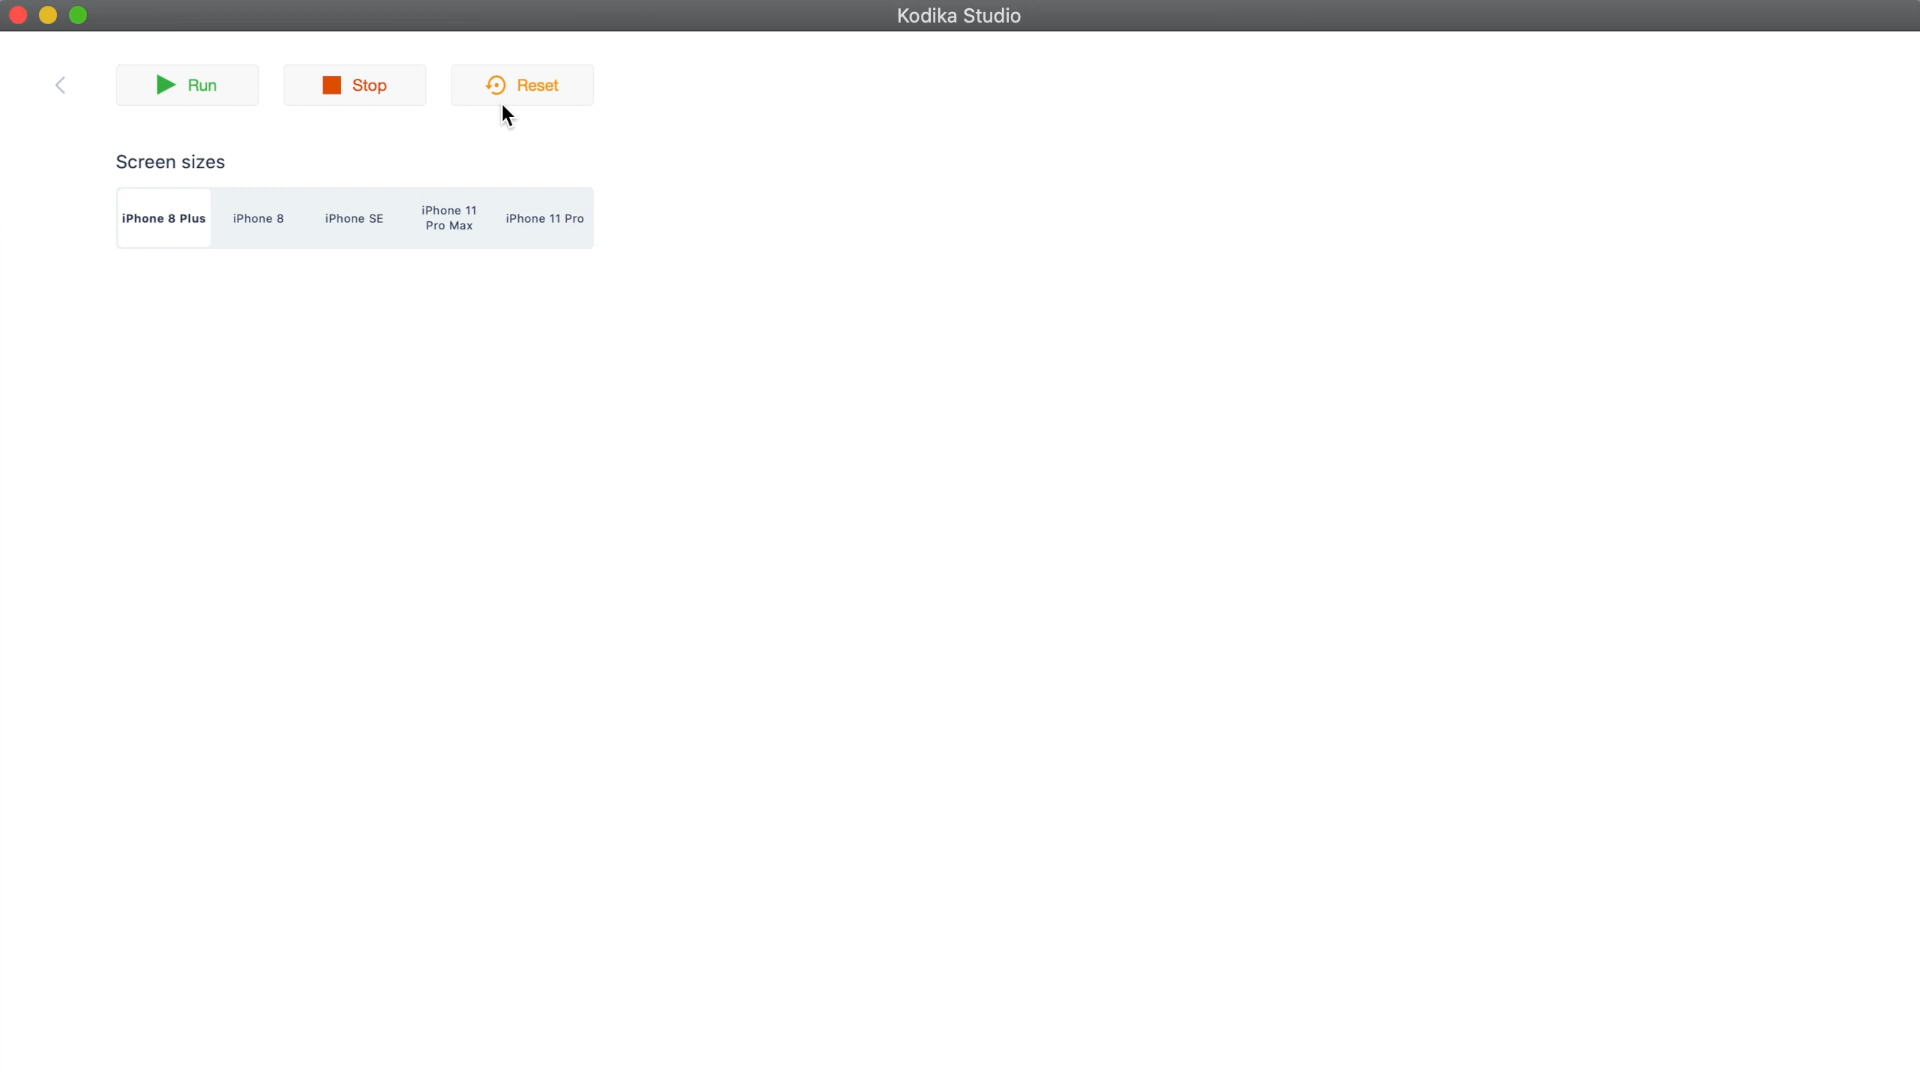 Kodika Studio
Run
Stop
Reset
Screen sizes
iPhone 8 Plus
iPhone 8
iPhone SE
iPhone 11
Pro Max
iPhone 11 Pro